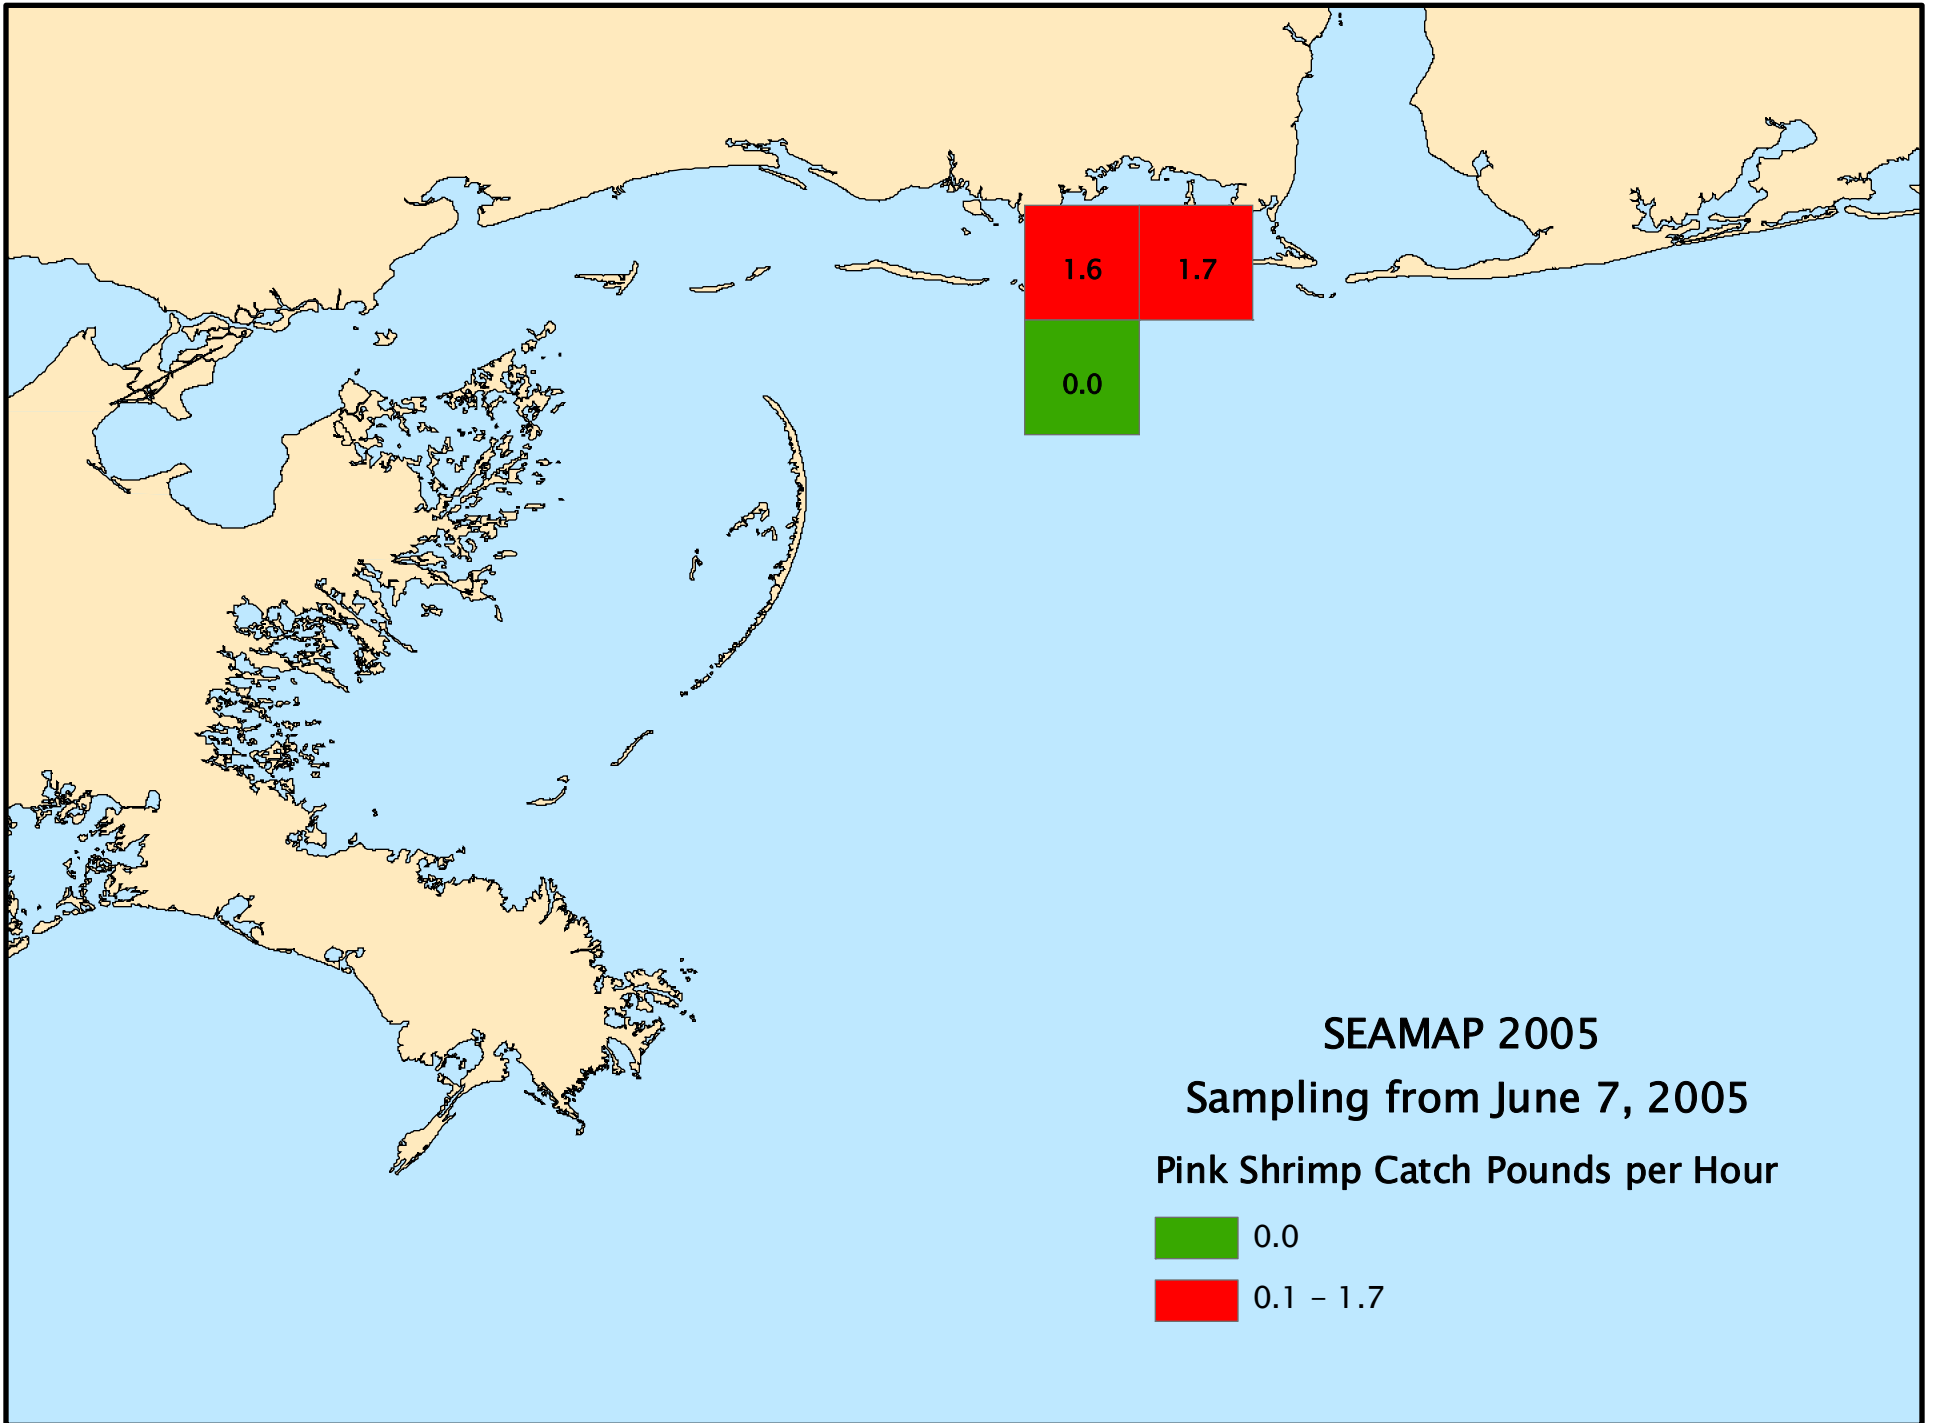 1.6 1.7
0.0
SEAMAP 2005
Sampling from June 7, 2005
Pink Shrimp Catch Pounds per Hour
0.0
0.1 - 1.7